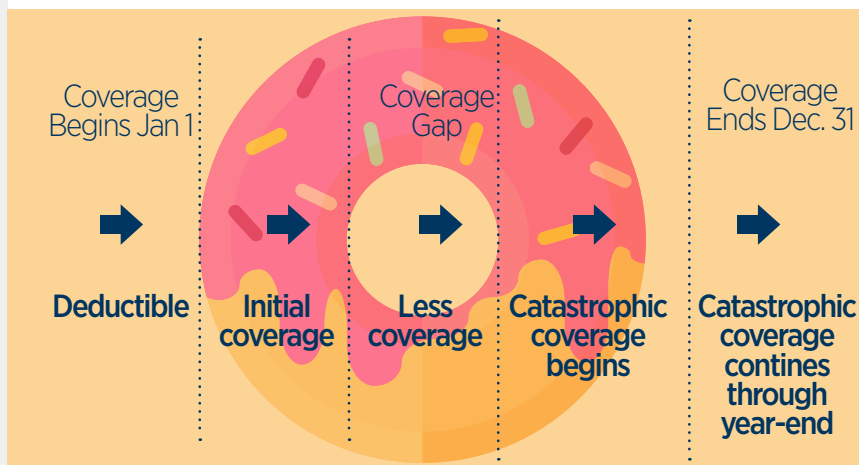 Coverage
Begins Jan 1
Coverage
Gap
Coverage
Ends Dec. 31
Deductible
Initial
coverage
Less
coverage
Catastrophic
coverage
begins
Catastrophic
coverage
contines
through
year-end